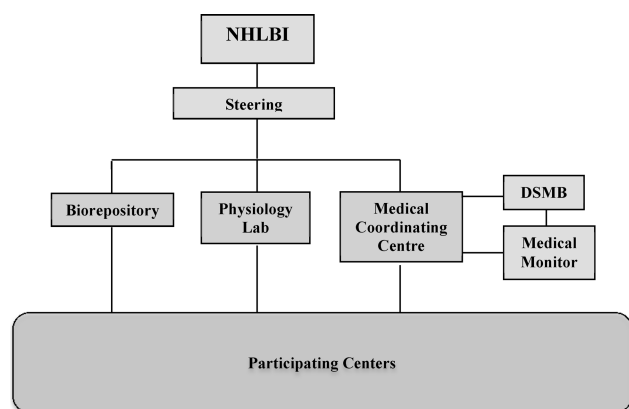 NHLBI
Steering
Biorepository
Physiology
Lab
Medical
Coordinating
Centre
DSMB
Medical
Monitor
Participating Centers